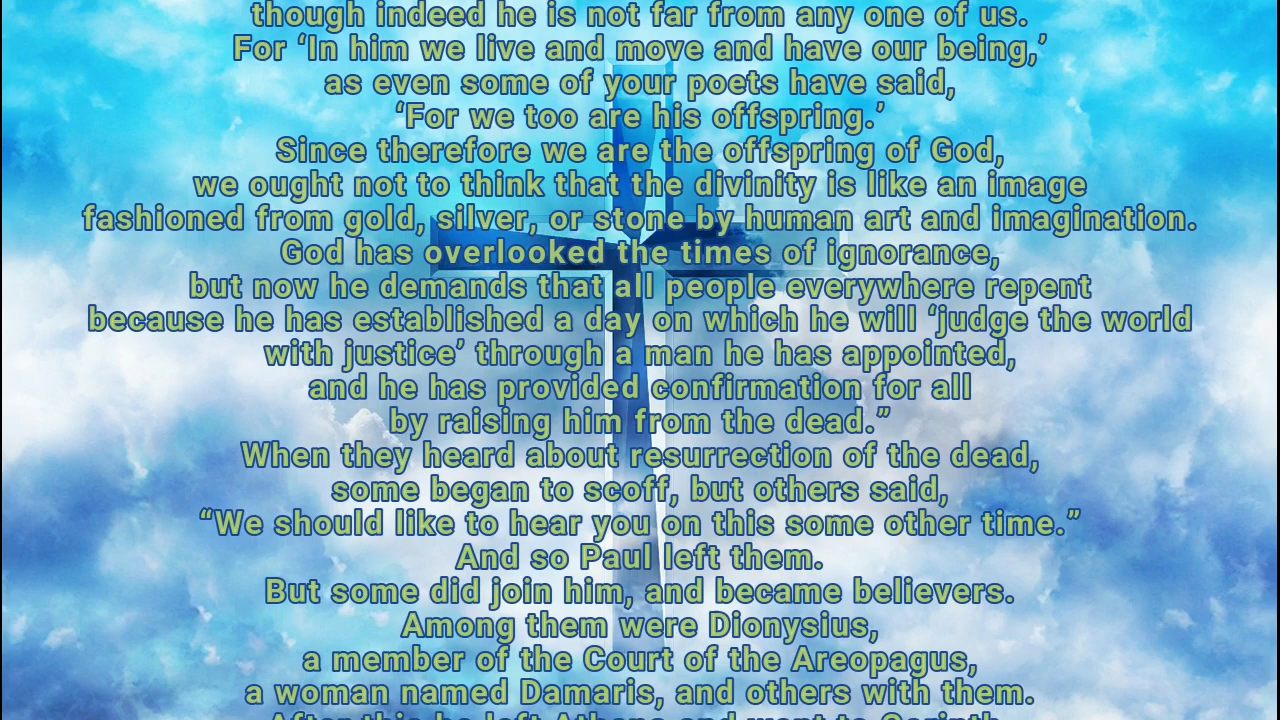 though indeed he is not far from any one of us.
For ‘In him we live and move and have our being,’
as even some of your poets have said,
‘For we too are his offspring.’
Since therefore we are the offspring of God,
we ought not to think that the divinity is like an image
fashioned from gold, silver, or stone by human art and imagination.
God has overlooked the times of ignorance,
but now he demands that all people everywhere repent
because he has established a day on which he will ‘judge the world
with justice’ through a man he has appointed,
and he has provided confirmation for all
by raising him from the dead.”
When they heard about resurrection of the dead,
some began to scoff, but others said,
“We should like to hear you on this some other time.”
And so Paul left them.
But some did join him, and became believers.
Among them were Dionysius,
a member of the Court of the Areopagus,
a woman named Damaris, and others with them.
After this he left Athens and went to Corinth.